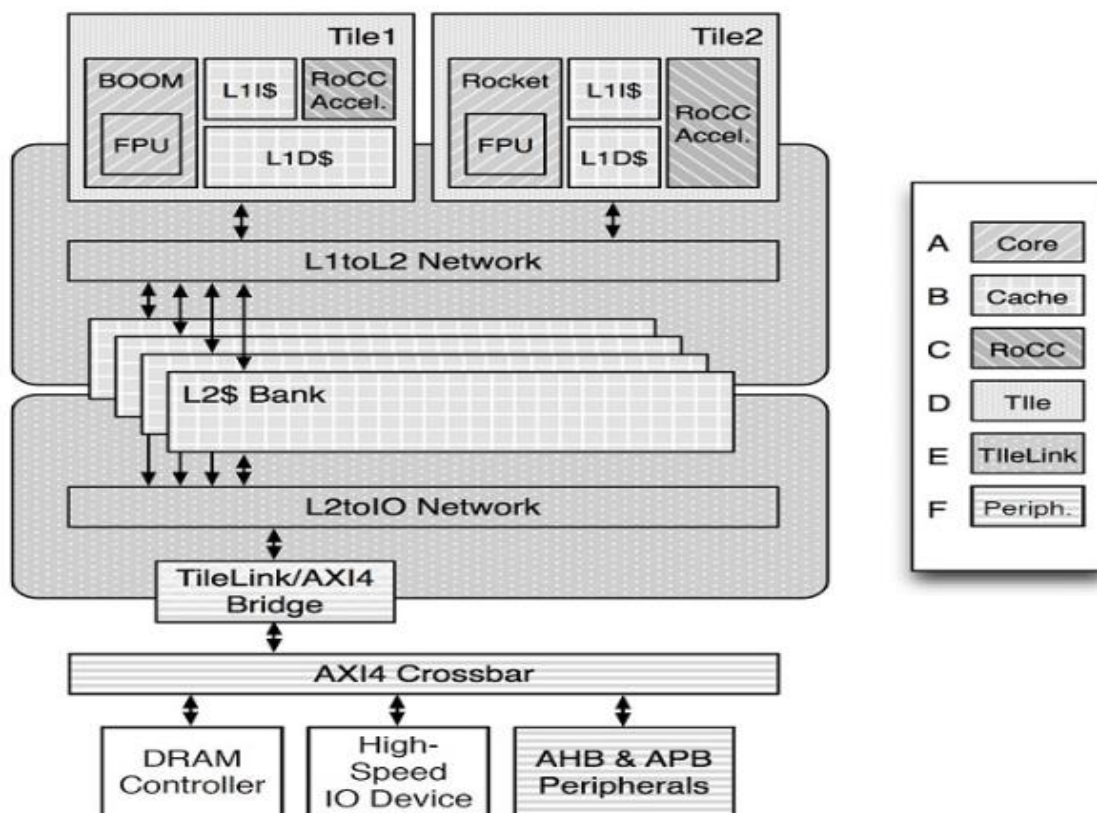 Tile1
BOOM
FPU
L1I$
RoCC
Accel.
L1D$
Tile2
Rocket
FPU
L1I$
L1D$
RoCC
Accel.
L1toL2 Network
L2$ Bank
L2toIO Network
TileLink/AXI4
Bridge
AXI4 Crossbar
DRAM
Controller
High-
Speed
IO Device
AHB & APB
Peripherals
A Core
B Cache
C RoCC
D TIle
E TIleLink
F Periph.